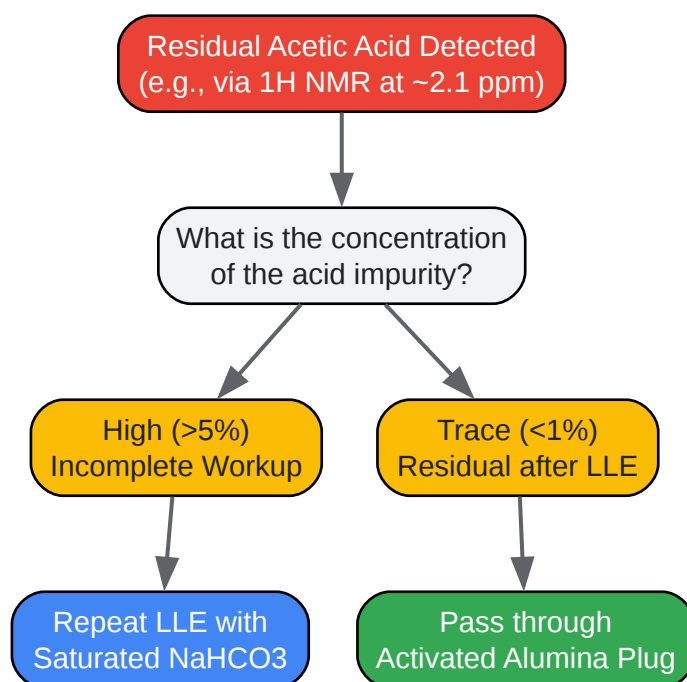 Residual Acetic Acid Detected
(e.g., via 1H NMR at ~2.1 ppm)
What is the concentration
of the acid impurity?
High (>5%)
Incomplete Workup
Trace (<1%)
Residual after LLE
Repeat LLE with
Saturated NaHCO3
Pass through
Activated Alumina Plug